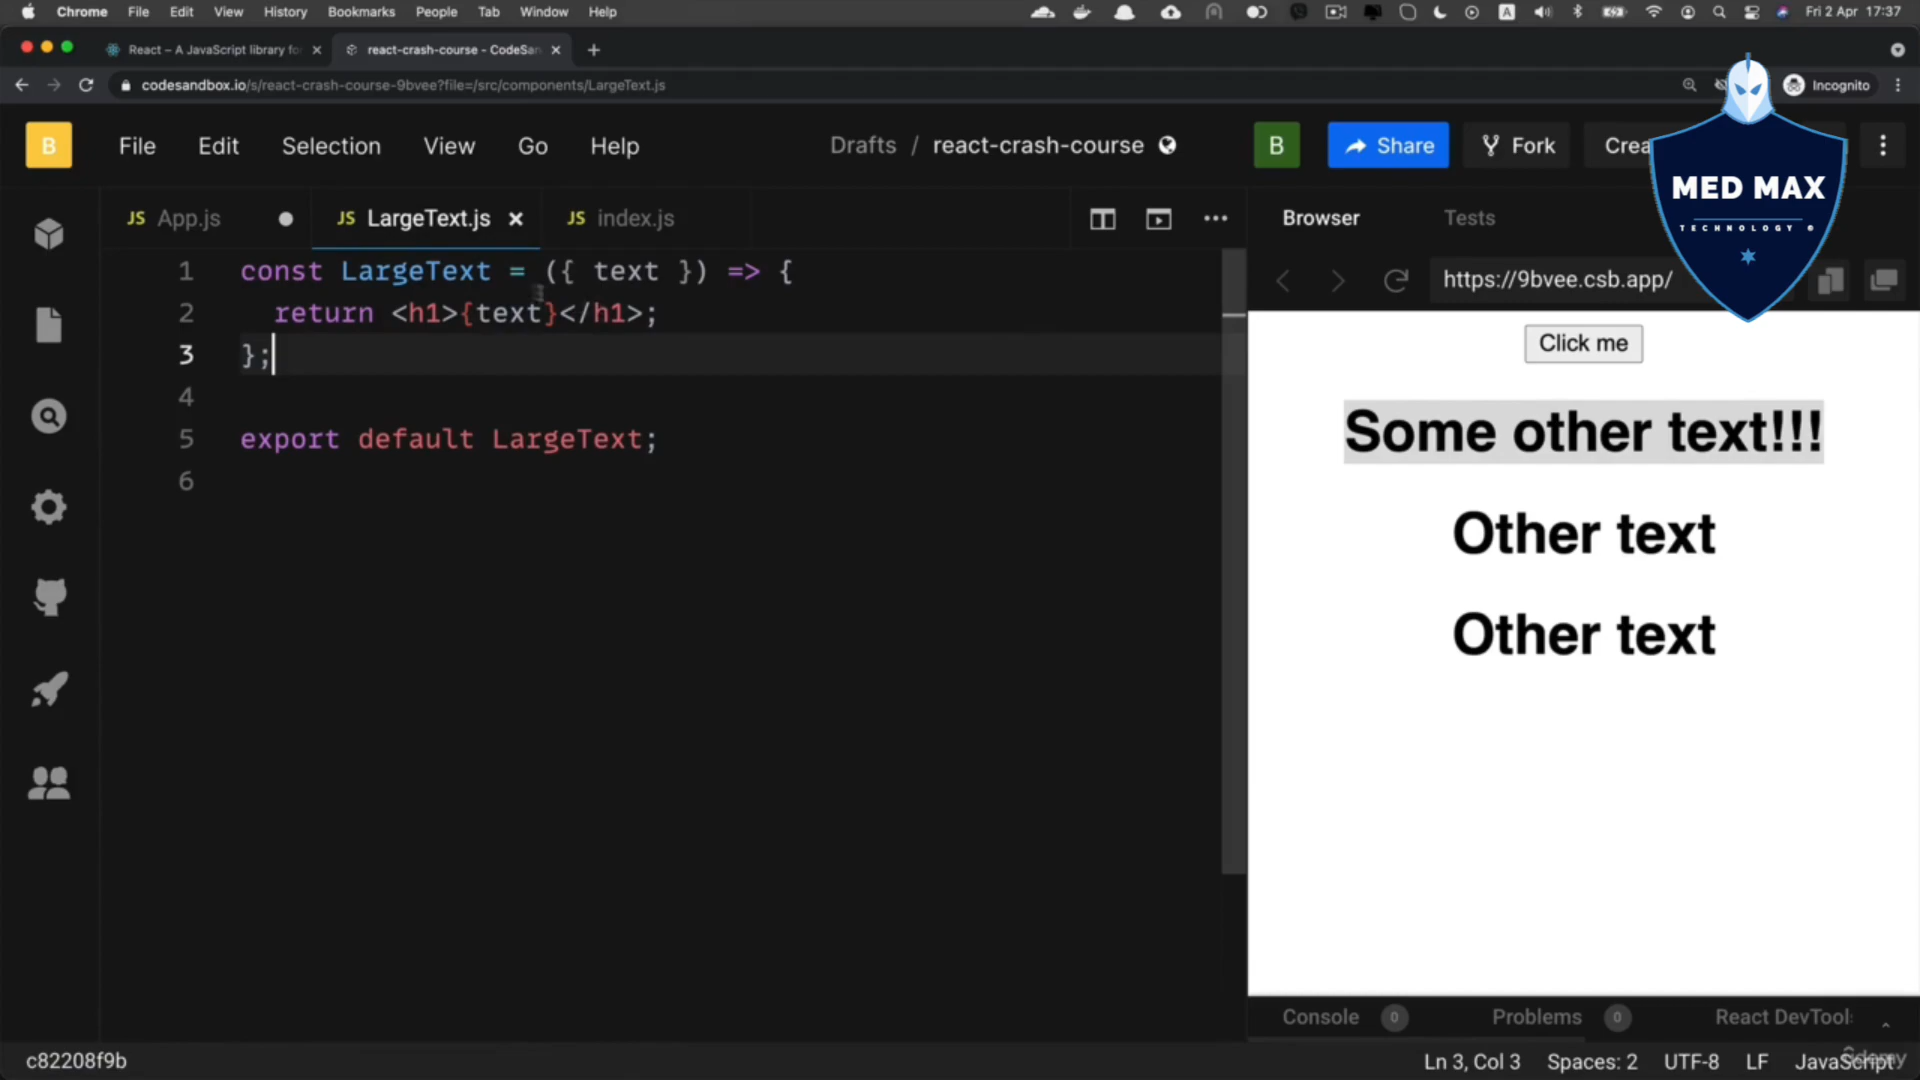 Chrome File Edit View History Bookmarks People Tab Window Help Fri 2 Apr 17:37
React – A JavaScript library fo react-crash-course - CodeSan
codesandbox.io/s/react-crash-course-9bvee?file=/src/components/LargeText.js Incognito
B File Edit Selection View Go Help Drafts / react-crash-course B Share Fork Crea
MED MAX
TECHNOLOGY
JS App.js JS LargeText.js JS index.js Browser Tests
https://9bvee.csb.app/
1 const LargeText = ({ text }) => {
2 return <h1>{text}</h1>;
3 };
4
5 export default LargeText;
6
Click me
Some other text!!!
Other text
Other text
Console 0 Problems 0 React DevTool
c82208f9b Ln 3, Col 3 Spaces: 2 UTF-8 LF JavaScript
ûdemy